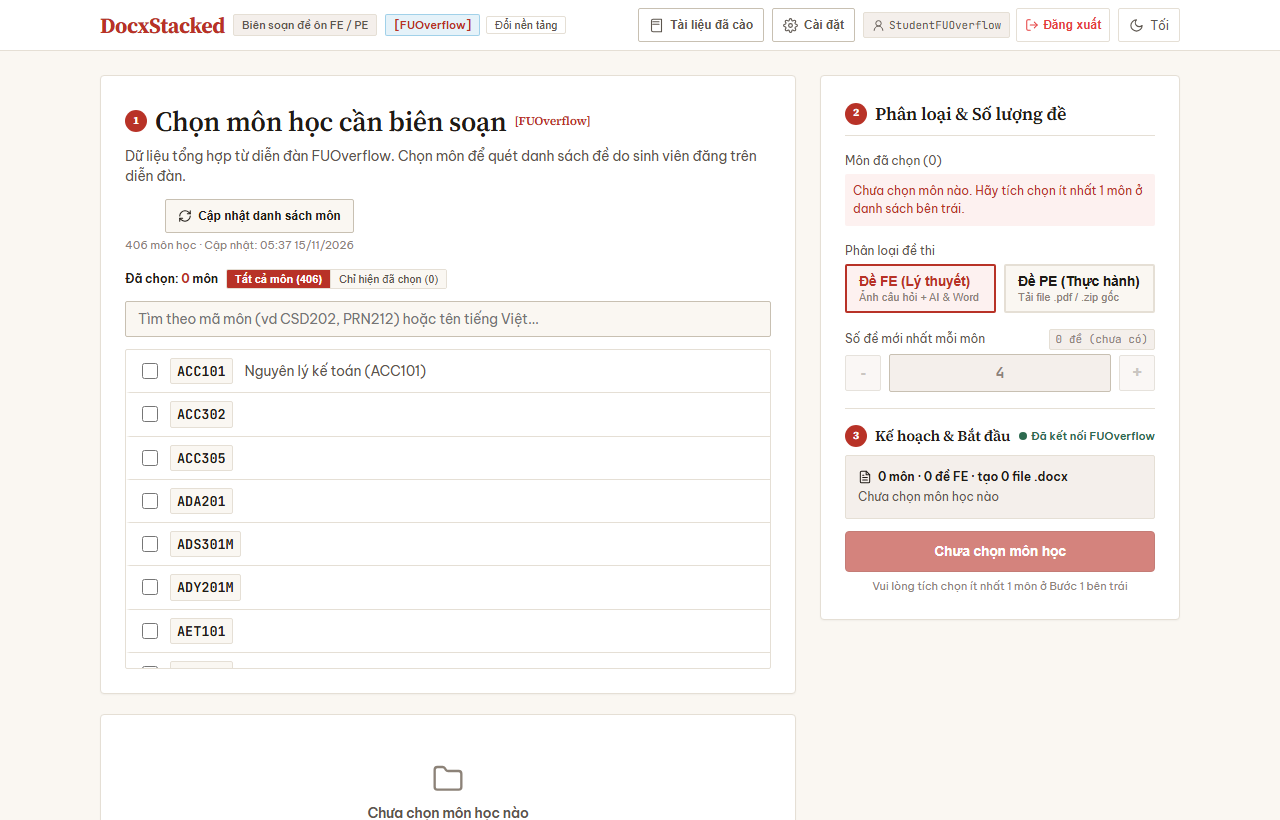 DocxStacked
Biên soạn đề ôn FE / PE
[FUOverflow]
Đổi nền tảng
Tài liệu đã cào
Cài đặt
StudentFUOverflow
Đăng xuất
Tối
1 Chọn môn học cần biên soạn [FUOverflow]
Dữ liệu tổng hợp từ diễn đàn FUOverflow. Chọn môn để quét danh sách đề do sinh viên đăng trên
diễn đàn.
Cập nhật danh sách môn
406 môn học · Cập nhật: 05:37 15/11/2026
Đã chọn: 0 môn
Tất cả môn (406)
Chỉ hiện đã chọn (0)
Tìm theo mã môn (vd CSD202, PRN212) hoặc tên tiếng Việt...
ACC101 Nguyên lý kế toán (ACC101)
ACC302
ACC305
ADA201
ADS301M
ADY201M
AET101
Chưa chọn môn học nào
2 Phân loại & Số lượng đề
Môn đã chọn (0)
Chưa chọn môn nào. Hãy tích chọn ít nhất 1 môn ở
danh sách bên trái.
Phân loại đề thi
Đề FE (Lý thuyết)
Ảnh câu hỏi + AI & Word
Đề PE (Thực hành)
Tải file .pdf / .zip gốc
Số đề mới nhất mỗi môn
0 đề (chưa có)
- 4 +
3 Kế hoạch & Bắt đầu
Đã kết nối FUOverflow
0 môn · 0 đề FE · tạo 0 file .docx
Chưa chọn môn học nào
Chưa chọn môn học
Vui lòng tích chọn ít nhất 1 môn ở Bước 1 bên trái